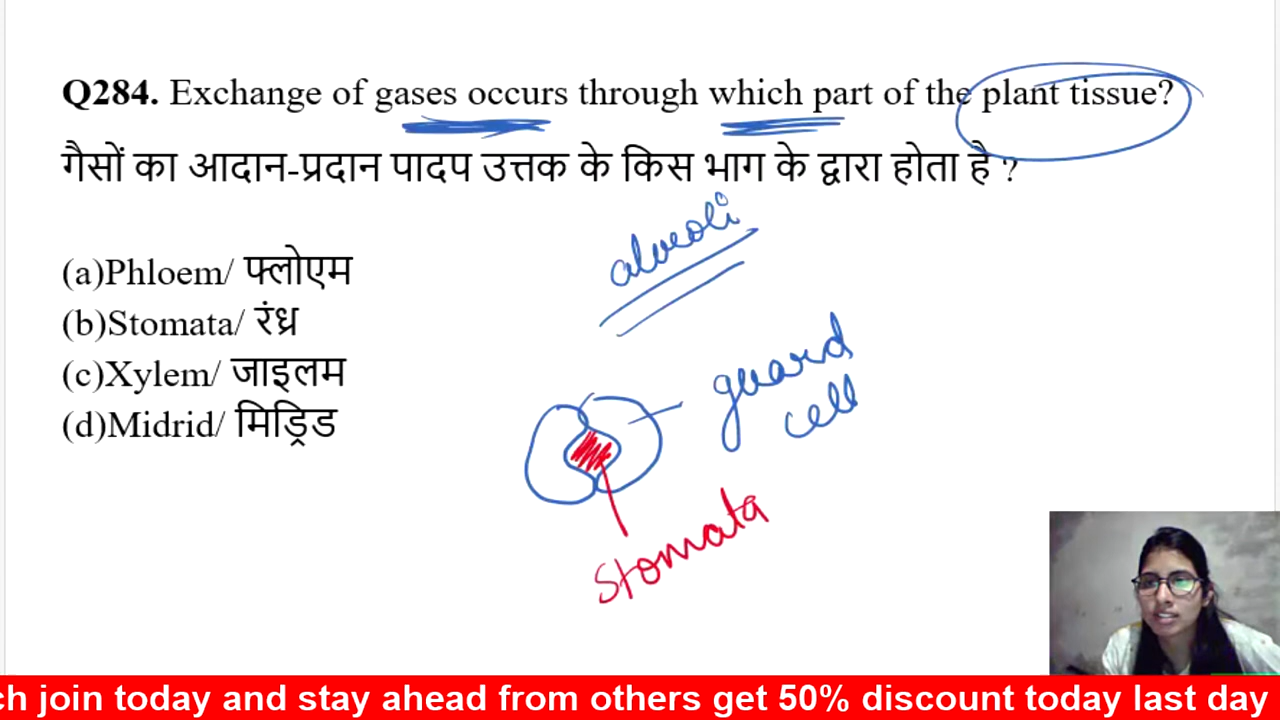 Q284. Exchange of gases occurs through which part of the plant tissue?
गैसों का आदान-प्रदान पादप उत्तक के किस भाग के द्वारा होता है ?
alveoli
(a)Phloem/ फ्लोएम
(b)Stomata/ रंध्र
(c)Xylem/ जाइलम
(d)Midrid/ मिड्रिड
guard
cell
Stomata
ch join today and stay ahead from others get 50% discount today last day